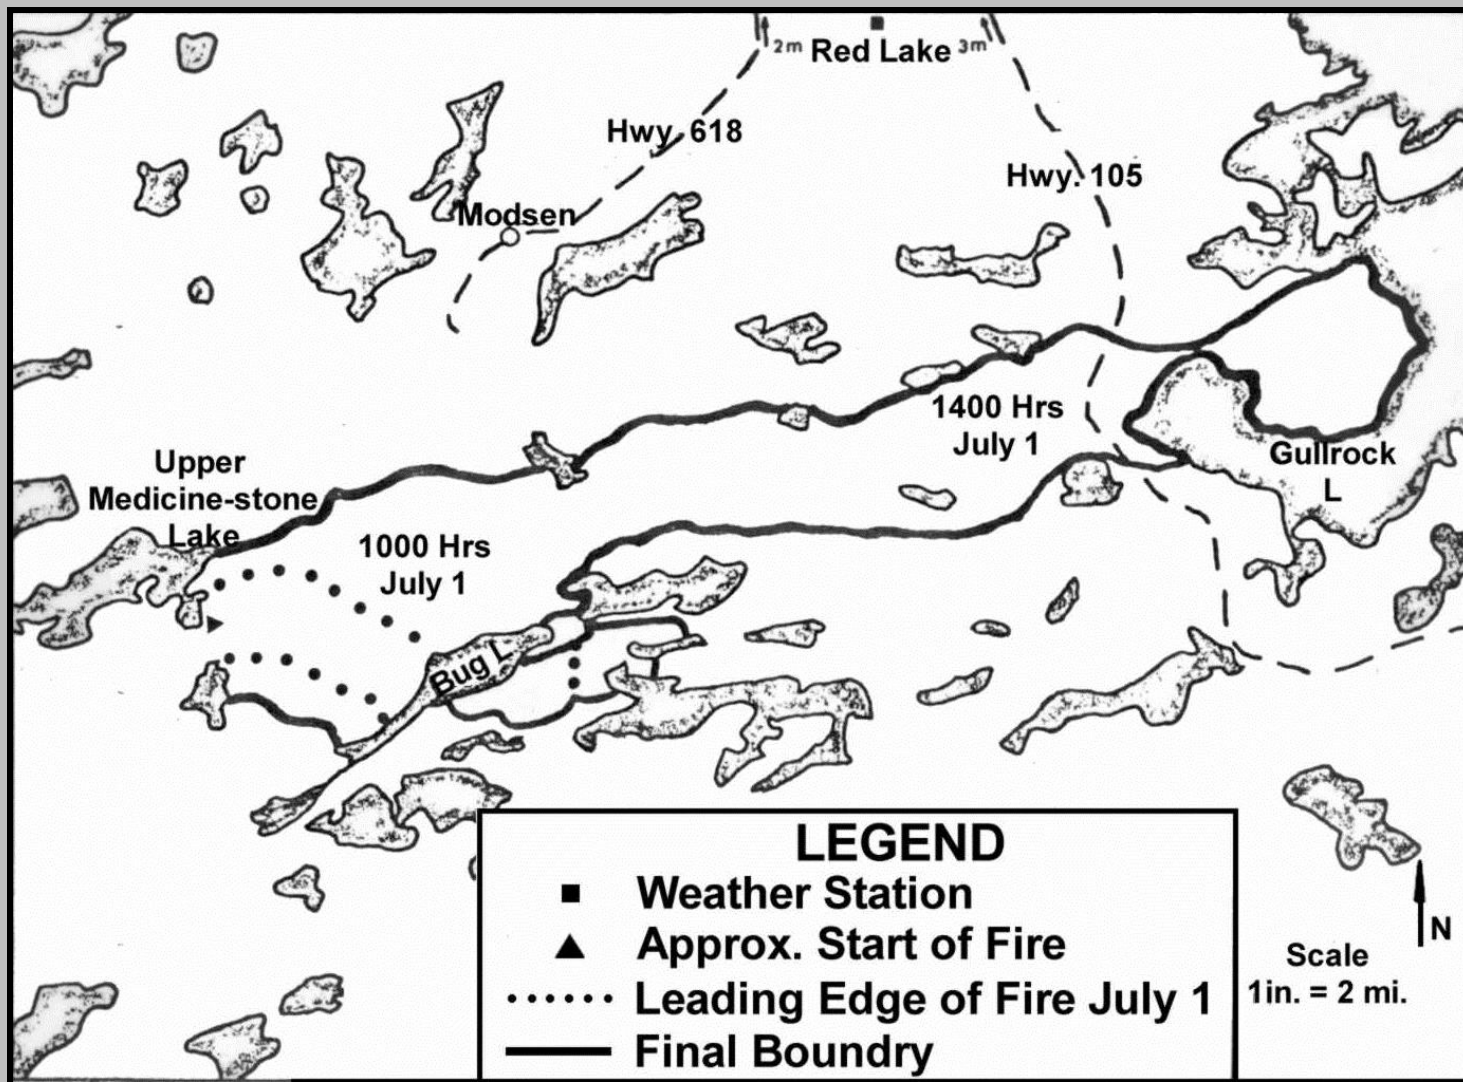 2m Red Lake 3m
Hwy. 618
Hwy. 105
Modsen
1400 Hrs
July 1
Gullrock
L
Upper
Medicine-stone
Lake
1000 Hrs
July 1
Bug L
LEGEND
Weather Station
Approx. Start of Fire
Leading Edge of Fire July 1
Final Boundry
N
Scale
1in. = 2 mi.